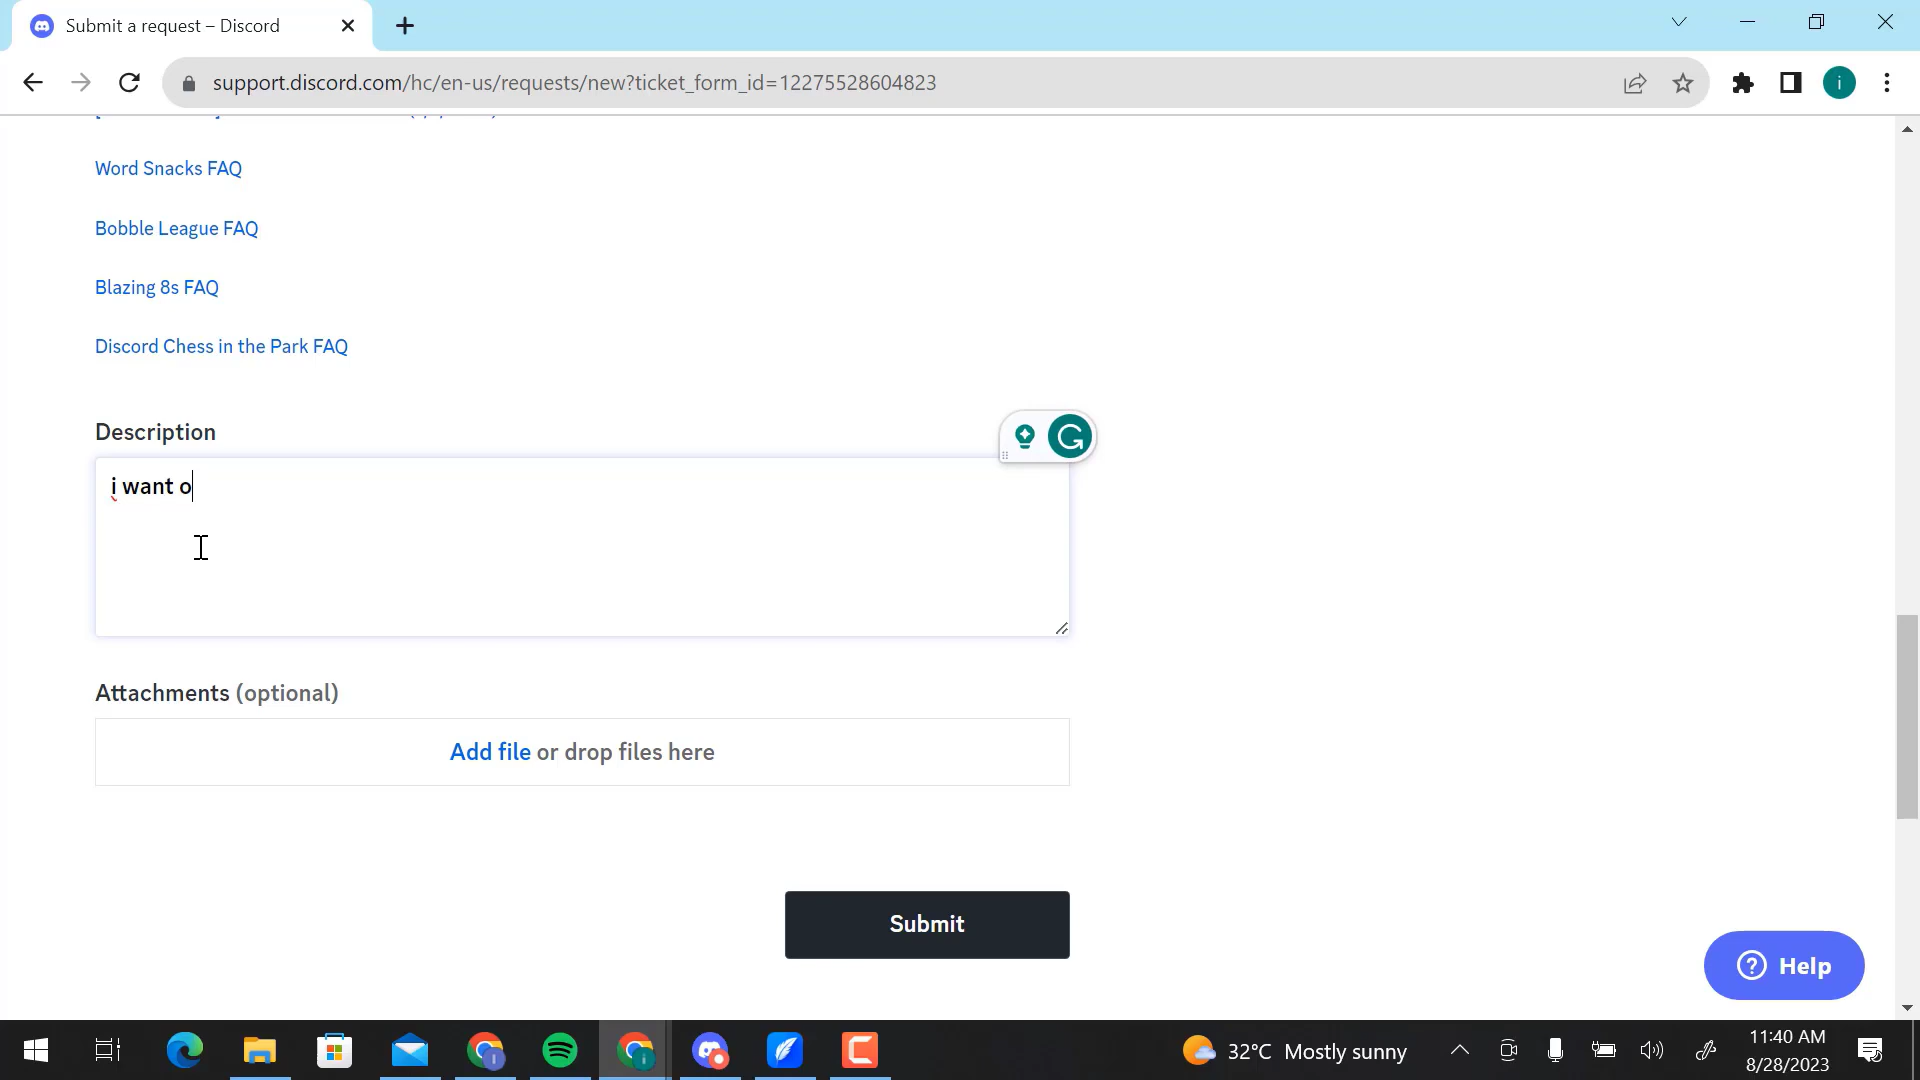 Submit a request – Discord
support.discord.com/hc/en-us/requests/new?ticket_form_id=12275528604823
Word Snacks FAQ
Bobble League FAQ
Blazing 8s FAQ
Discord Chess in the Park FAQ
Description
i want o
Attachments (optional)
Add file or drop files here
Submit
Help
32°C Mostly sunny
11:40 AM
8/28/2023